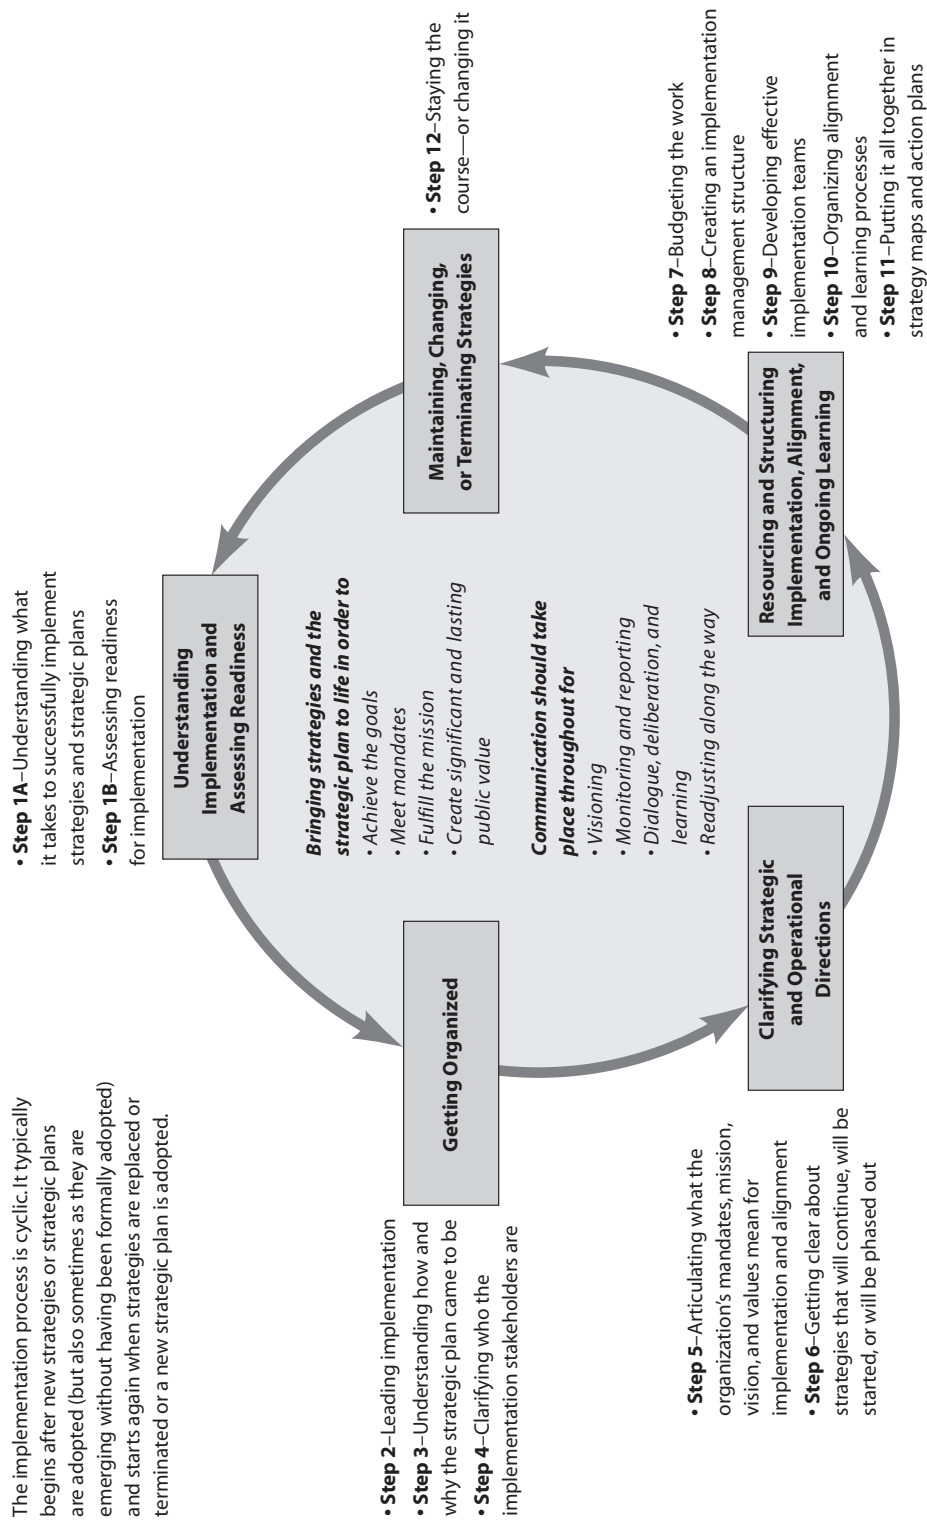 The implementation process is cyclic. It typically
begins after new strategies or strategic plans
are adopted (but also sometimes as they are
emerging without having been formally adopted)
and starts again when strategies are replaced or
terminated or a new strategic plan is adopted.
• Step 1A–Understanding what
it takes to successfully implement
strategies and strategic plans
• Step 1B–Assessing readiness
for implementation
Understanding
Implementation and
Assessing Readiness
• Step 2–Leading implementation
• Step 3–Understanding how and
why the strategic plan came to be
• Step 4–Clarifying who the
implementation stakeholders are
Getting Organized
Bringing strategies and the
strategic plan to life in order to
• Achieve the goals
• Meet mandates
• Fulfill the mission
• Create significant and lasting
public value
Communication should take
place throughout for
• Visioning
• Monitoring and reporting
• Dialogue, deliberation, and
learning
• Readjusting along the way
Maintaining, Changing,
or Terminating Strategies
• Step 12–Staying the
course—or changing it
• Step 5–Articulating what the
organization’s mandates, mission,
vision, and values mean for
implementation and alignment
• Step 6–Getting clear about
strategies that will continue, will be
started, or will be phased out
Clarifying Strategic
and Operational
Directions
Resourcing and Structuring
Implementation, Alignment,
and Ongoing Learning
• Step 7–Budgeting the work
• Step 8–Creating an implementation
management structure
• Step 9–Developing effective
implementation teams
• Step 10–Organizing alignment
and learning processes
• Step 11–Putting it all together in
strategy maps and action plans